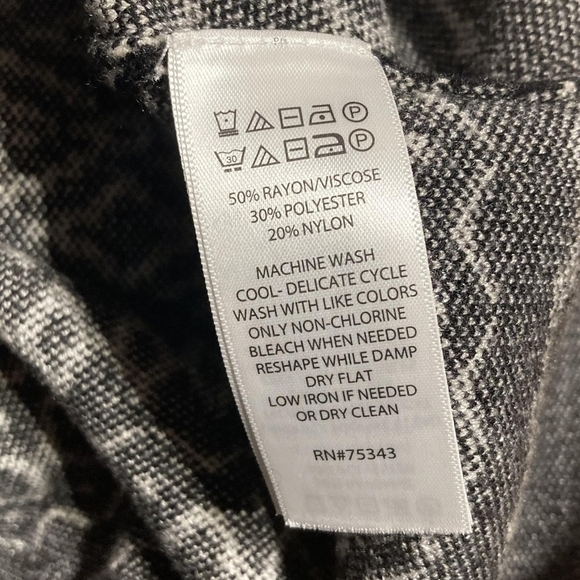 P
30 P
50% RAYON/VISCOSE
30% POLYESTER
20% NYLON
MACHINE WASH
COOL- DELICATE CYCLE
WASH WITH LIKE COLORS
ONLY NON-CHLORINE
BLEACH WHEN NEEDED
RESHAPE WHILE DAMP
DRY FLAT
LOW IRON IF NEEDED
OR DRY CLEAN
RN#75343